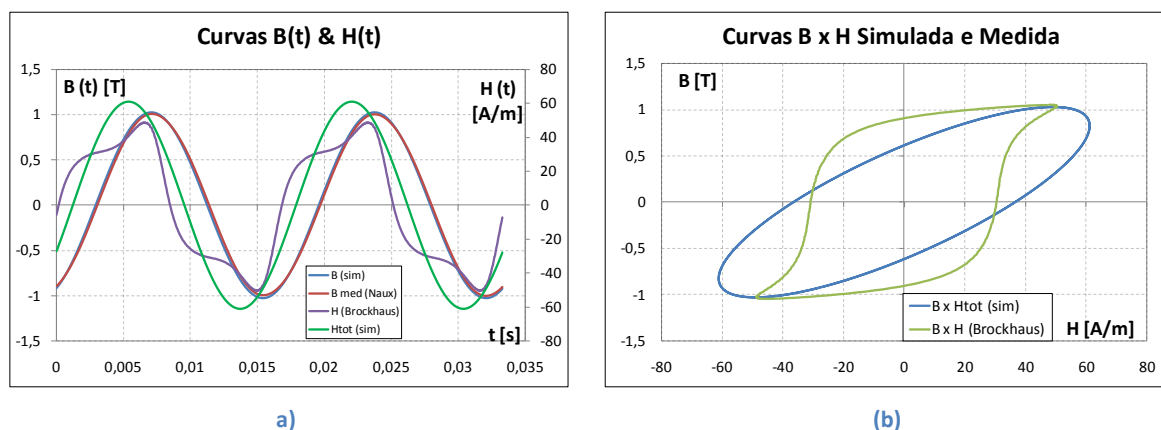 Curvas B(t) & H(t)
B (t) [T]
H (t)
[A/m]
1,5
1
0,5
0
-0,5
-1
-1,5
80
60
40
20
0
-20
-40
-60
-80
B (sim)
B med (Naux)
H (Brockhaus)
Htot (sim)
t [s]
0
0,005
0,01
0,015
0,02
0,025
0,03
0,035
a)
Curvas B x H Simulada e Medida
B [T]
1,5
1
0,5
0
-0,5
-1
-1,5
B x Htot (sim)
B x H (Brockhaus)
H [A/m]
-80
-60
-40
-20
0
20
40
60
80
(b)